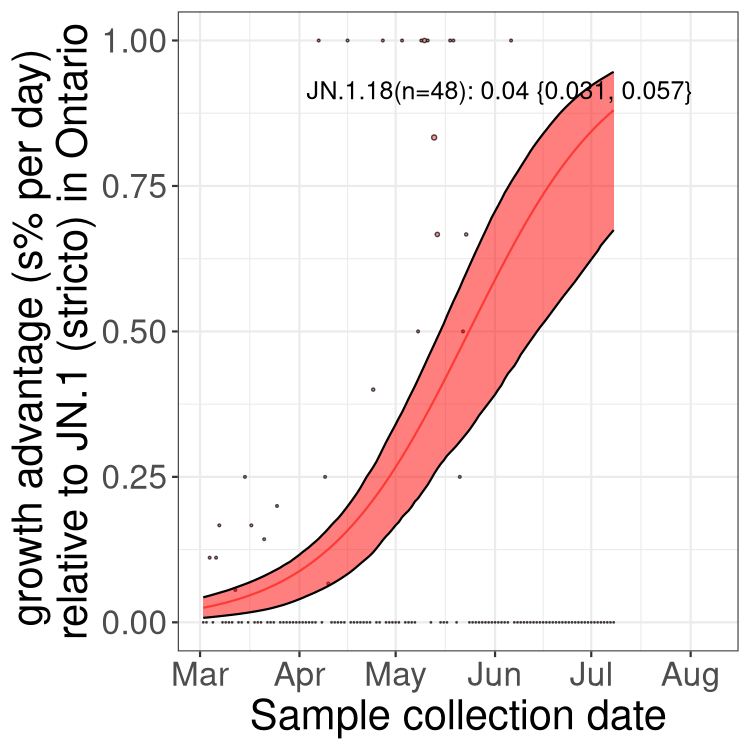 growth advantage (s% per day)
relative to JN.1 (stricto) in Ontario
1.00
0.75
0.50
0.25
0.00
JN.1.18(n=48): 0.04 {0.031, 0.057}
Mar Apr May Jun Jul Aug
Sample collection date